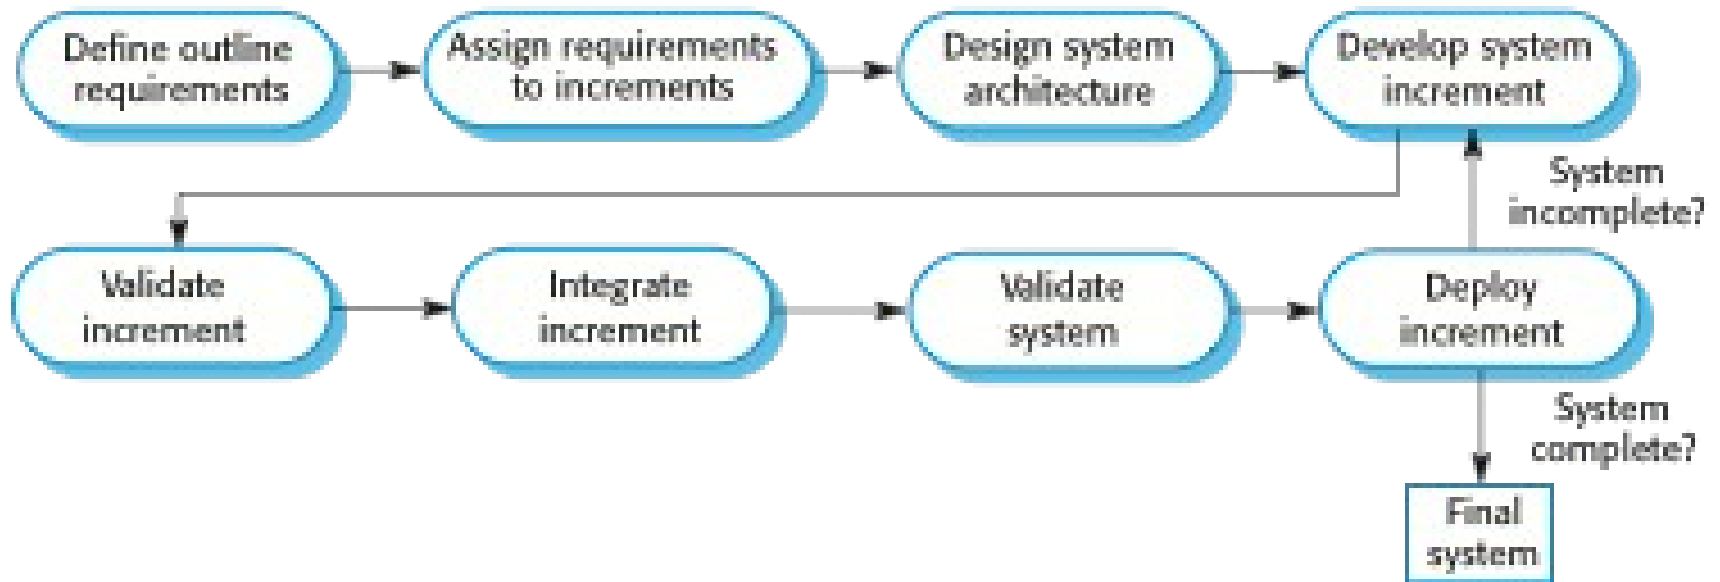 Define outline
requirements
Assign requirements
to increments
Design system
architecture
Develop system
increment
System
incomplete?
Validate
increment
Integrate
increment
Validate
system
Deploy
increment
System
complete?
Final
system